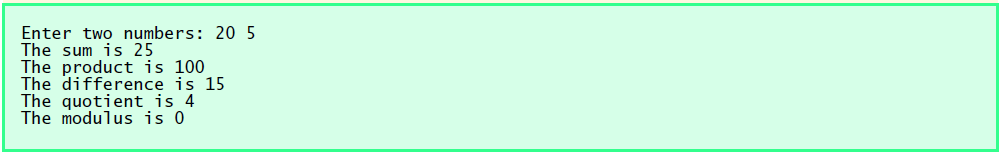 Enter two numbers: 20 5
The sum is 25
The product is 100
The difference is 15
The quotient is 4
The modulus is 0